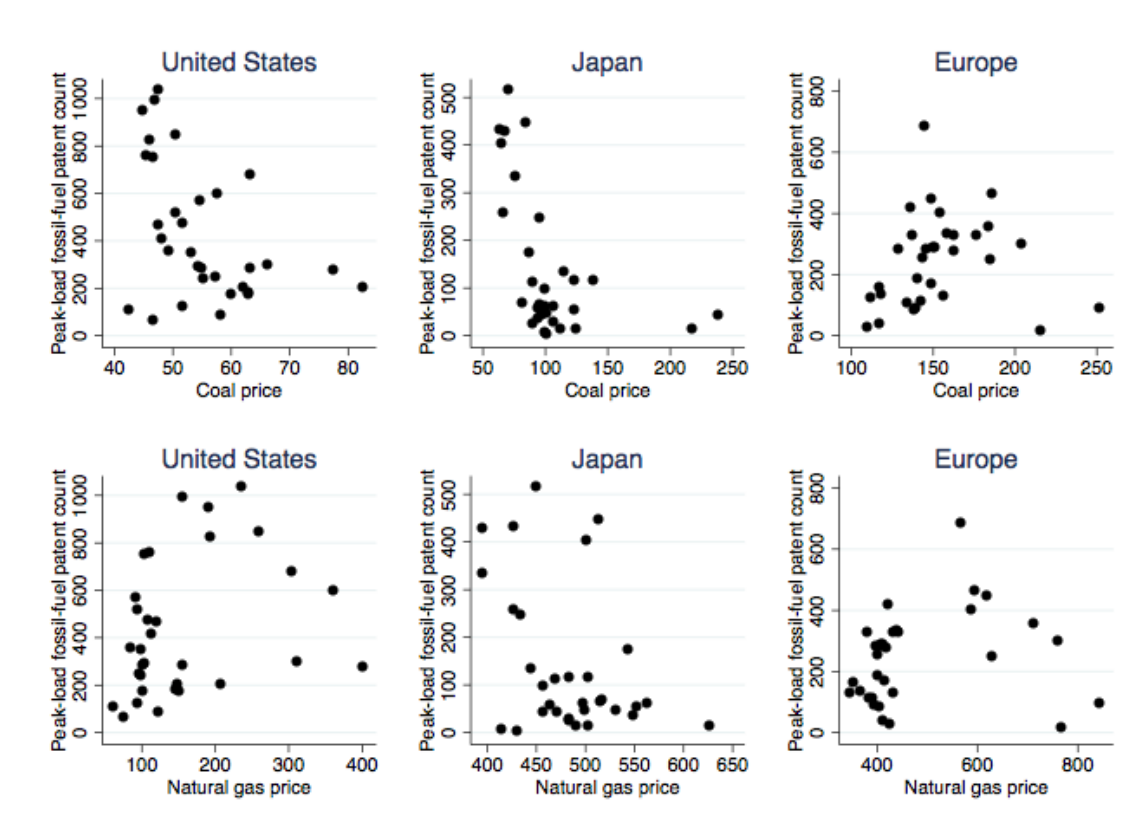 United States
Peak-load fossil-fuel patent count
0 200 400 600 800 1000
40 50 60 70 80
Coal price
Japan
Peak-load fossil-fuel patent count
0 100 200 300 400 500
50 100 150 200 250
Coal price
Europe
Peak-load fossil-fuel patent count
0 200 400 600 800
100 150 200 250
Coal price
United States
Peak-load fossil-fuel patent count
0 200 400 600 800 1000
100 200 300 400
Natural gas price
Japan
Peak-load fossil-fuel patent count
0 100 200 300 400 500
400 450 500 550 600 650
Natural gas price
Europe
Peak-load fossil-fuel patent count
0 200 400 600 800
400 600 800
Natural gas price